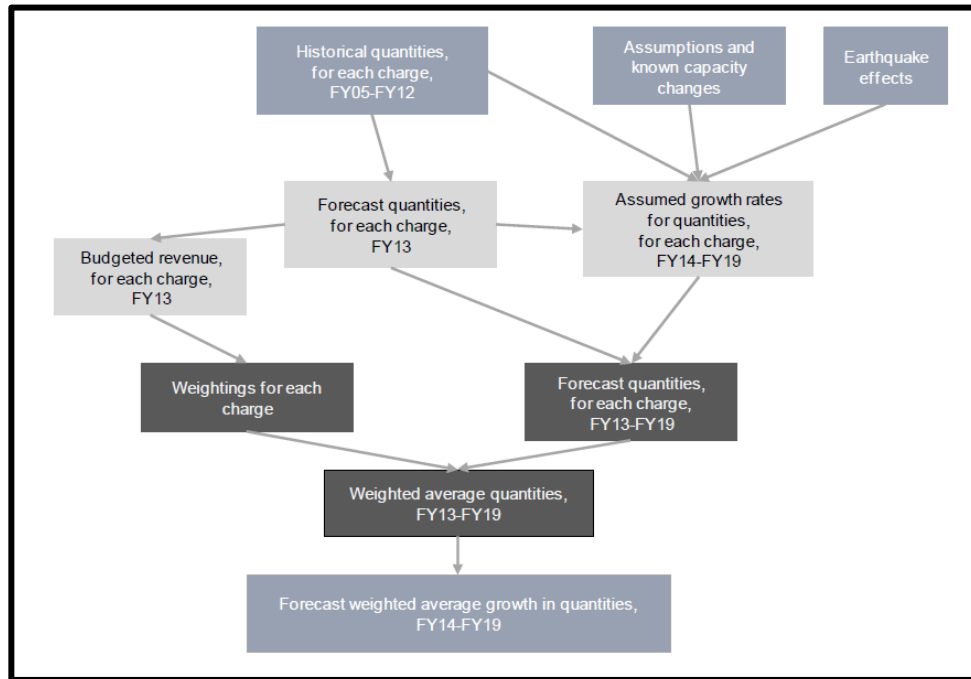 Historical quantities,
for each charge,
FY05-FY12
Assumptions and
known capacity
changes
Earthquake
effects
Forecast quantities,
for each charge,
FY13
Assumed growth rates
for quantities,
for each charge,
FY14-FY19
Budgeted revenue,
for each charge,
FY13
Weightings for each
charge
Forecast quantities,
for each charge,
FY13-FY19
Weighted average quantities,
FY13-FY19
Forecast weighted average growth in quantities,
FY14-FY19